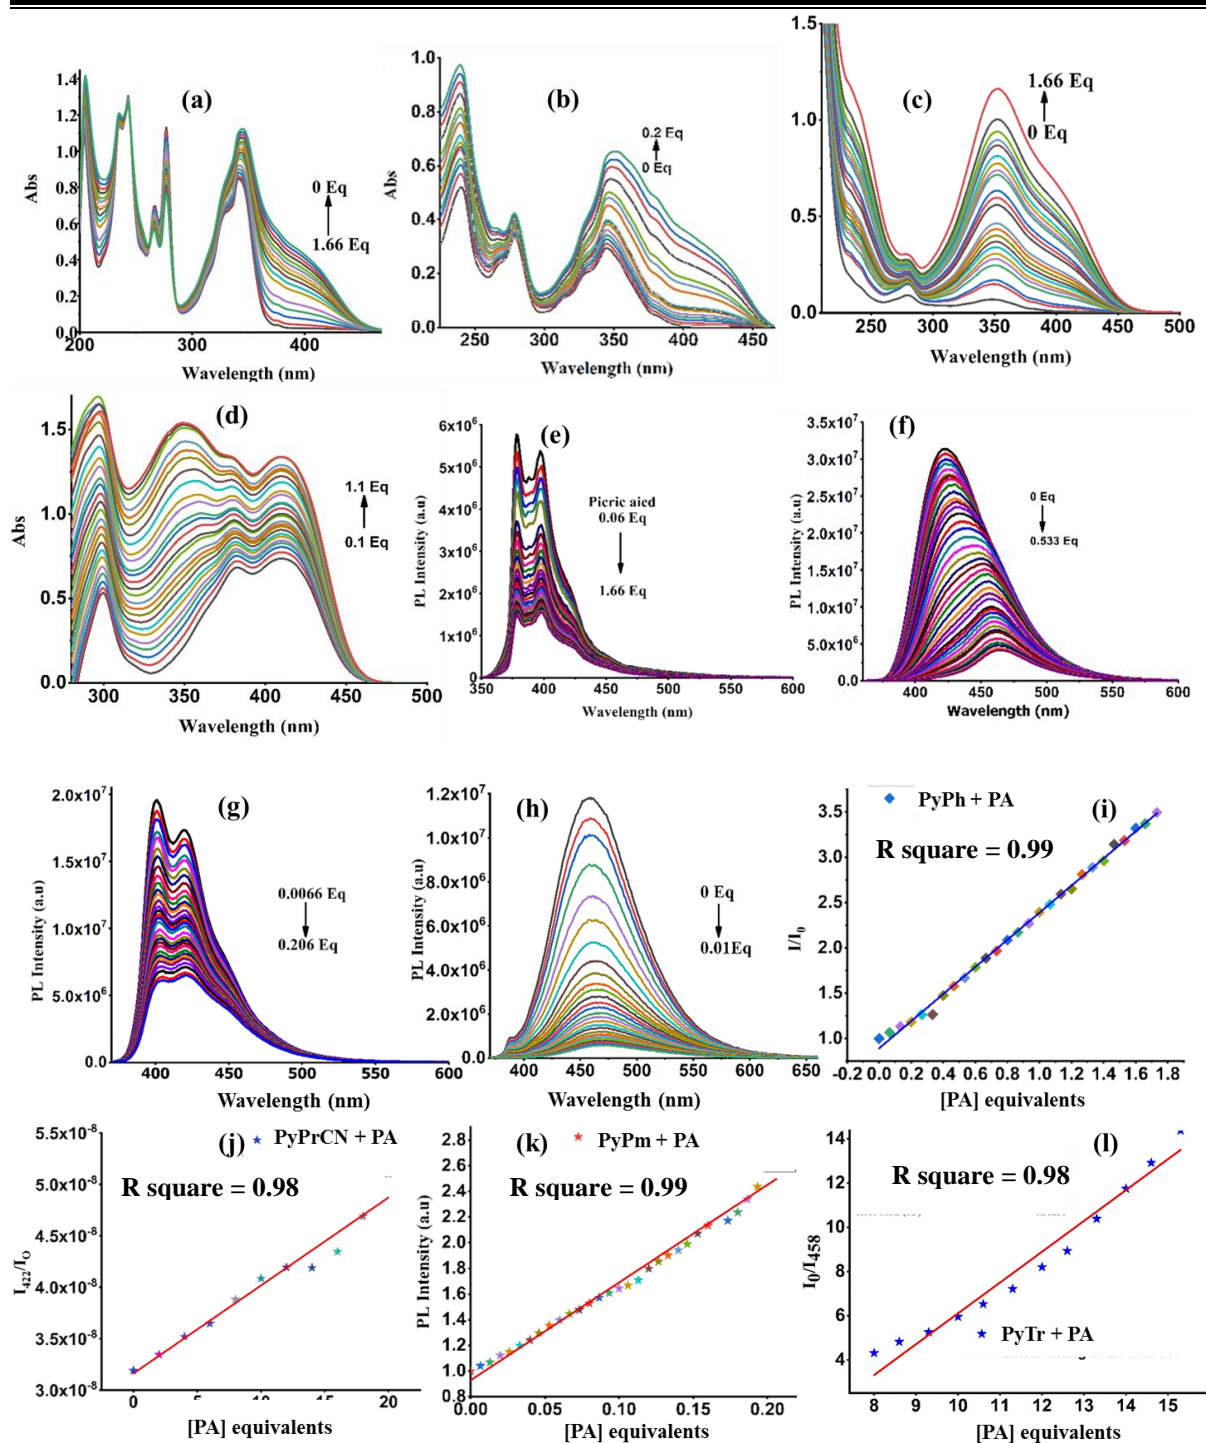 (a)
1.4
1.2
1.0
0.8
0.6
0.4
0.2
0.0
Abs
0 Eq
1.66 Eq
200 300 400
Wavelength (nm)
(b)
1.0
0.8
0.6
0.4
0.2
0.0
Abs
0.2 Eq
0 Eq
250 300 350 400 450
Wavelength (nm)
(c)
1.5
1.0
0.5
0.0
1.66 Eq
0 Eq
250 300 350 400 450 500
Wavelength (nm)
(d)
1.5
1.0
0.5
0.0
Abs
1.1 Eq
0.1 Eq
300 350 400 450 500
Wavelength (nm)
(e)
6x10⁶
5x10⁶
4x10⁶
3x10⁶
2x10⁶
1x10⁶
0
PL Intensity (a.u)
Picric aied
0.06 Eq
1.66 Eq
350 400 450 500 550 600
Wavelength (nm)
(f)
3.5x10⁷
3.0x10⁷
2.5x10⁷
2.0x10⁷
1.5x10⁷
1.0x10⁷
5.0x10⁶
0.0
PL Intensity (a.u)
0 Eq
0.533 Eq
400 450 500 550 600
Wavelength (nm)
(g)
2.0x10⁷
1.5x10⁷
1.0x10⁷
5.0x10⁶
0.0
PL Intensity (a.u)
0.0066 Eq
0.206 Eq
400 450 500 550 600
Wavelength (nm)
(h)
1.2x10⁷
1.0x10⁷
8.0x10⁶
6.0x10⁶
4.0x10⁶
2.0x10⁶
0.0
PL Intensity (a.u)
0 Eq
0.01Eq
400 450 500 550 600 650
Wavelength (nm)
(i)
PyPh + PA
R square = 0.99
3.5
3.0
2.5
2.0
1.5
1.0
I/I₀
-0.2 0.0 0.2 0.4 0.6 0.8 1.0 1.2 1.4 1.6 1.8
[PA] equivalents
(j)
PyPrCN + PA
R square = 0.98
5.5x10⁻⁸
5.0x10⁻⁸
4.5x10⁻⁸
4.0x10⁻⁸
3.5x10⁻⁸
3.0x10⁻⁸
I₄₂₂/I_O
0 5 10 15 20
[PA] equivalents
(k)
PyPm + PA
R square = 0.99
2.8
2.6
2.4
2.2
2.0
1.8
1.6
1.4
1.2
1.0
0.8
PL Intensity (a.u)
0.00 0.05 0.10 0.15 0.20
[PA] equivalents
(l)
R square = 0.98
14
12
10
8
6
4
I₀/I₄₅₈
PyTr + PA
8 9 10 11 12 13 14 15
[PA] equivalents